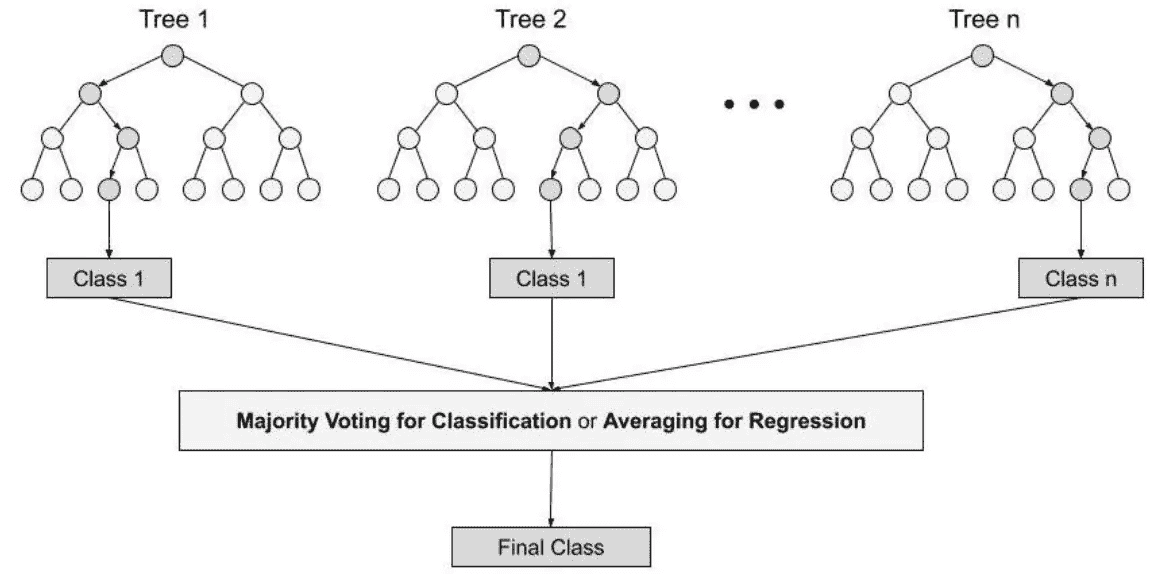 Tree 1
Tree 2
Tree n
Class 1
Class 1
Class n
Majority Voting for Classification or Averaging for Regression
Final Class